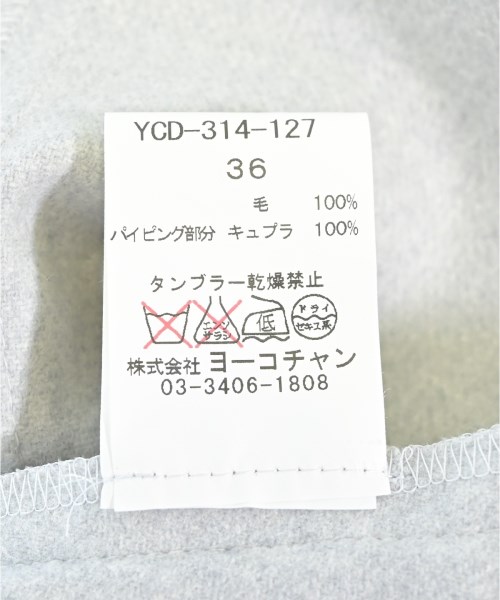 YCD-314-127
36
毛 100%
パイピング部分 キュプラ 100%
タンブラー乾燥禁止
エンソ サラシ 低 ドライ セキユ系
株式会社 ヨーコチャン
03-3406-1808